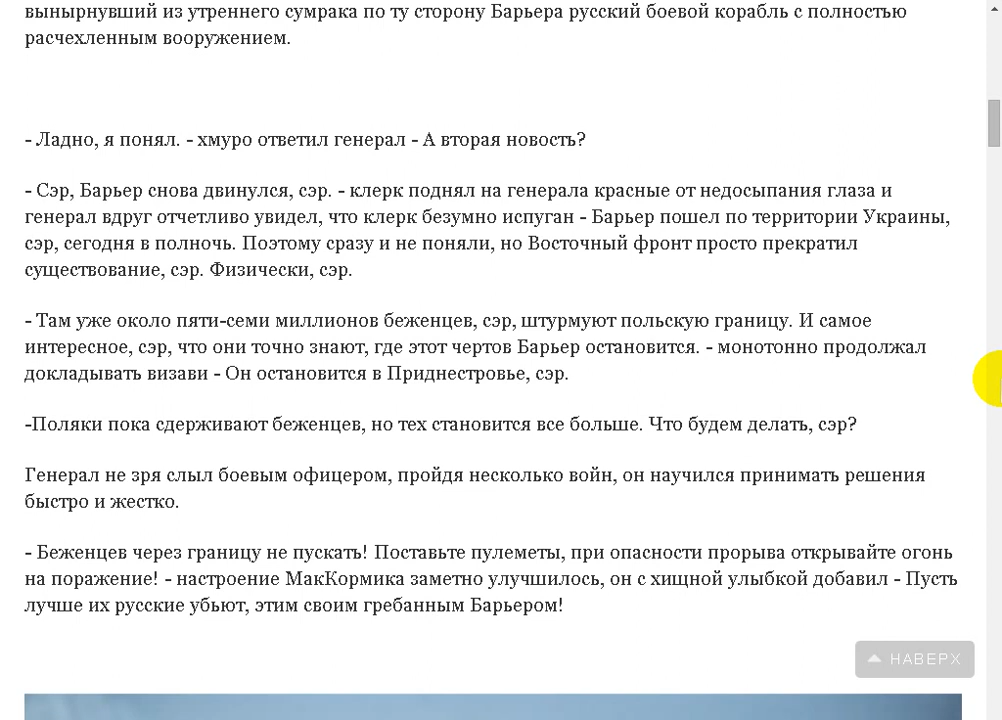 вынырнувший из утреннего сумрака по ту сторону Барьера русский боевой корабль с полностью
расчехленным вооружением.
- Ладно, я понял. - хмуро ответил генерал - А вторая новость?
- Сэр, Барьер снова двинулся, сэр. - клерк поднял на генерала красные от недосыпания глаза и
генерал вдруг отчетливо увидел, что клерк безумно испуган - Барьер пошел по территории Украины,
сэр, сегодня в полночь. Поэтому сразу и не поняли, но Восточный фронт просто прекратил
существование, сэр. Физически, сэр.
- Там уже около пяти-семи миллионов беженцев, сэр, штурмуют польскую границу. И самое
интересное, сэр, что они точно знают, где этот чертов Барьер остановится. - монотонно продолжал
докладывать визави - Он остановится в Приднестровье, сэр.
-Поляки пока сдерживают беженцев, но тех становится все больше. Что будем делать, сэр?
Генерал не зря слыл боевым офицером, пройдя несколько войн, он научился принимать решения
быстро и жестко.
- Беженцев через границу не пускать! Поставьте пулеметы, при опасности прорыва открывайте огонь
на поражение! - настроение МакКормика заметно улучшилось, он с хищной улыбкой добавил - Пусть
лучше их русские убьют, этим своим гребанным Барьером!
НАВЕРХ